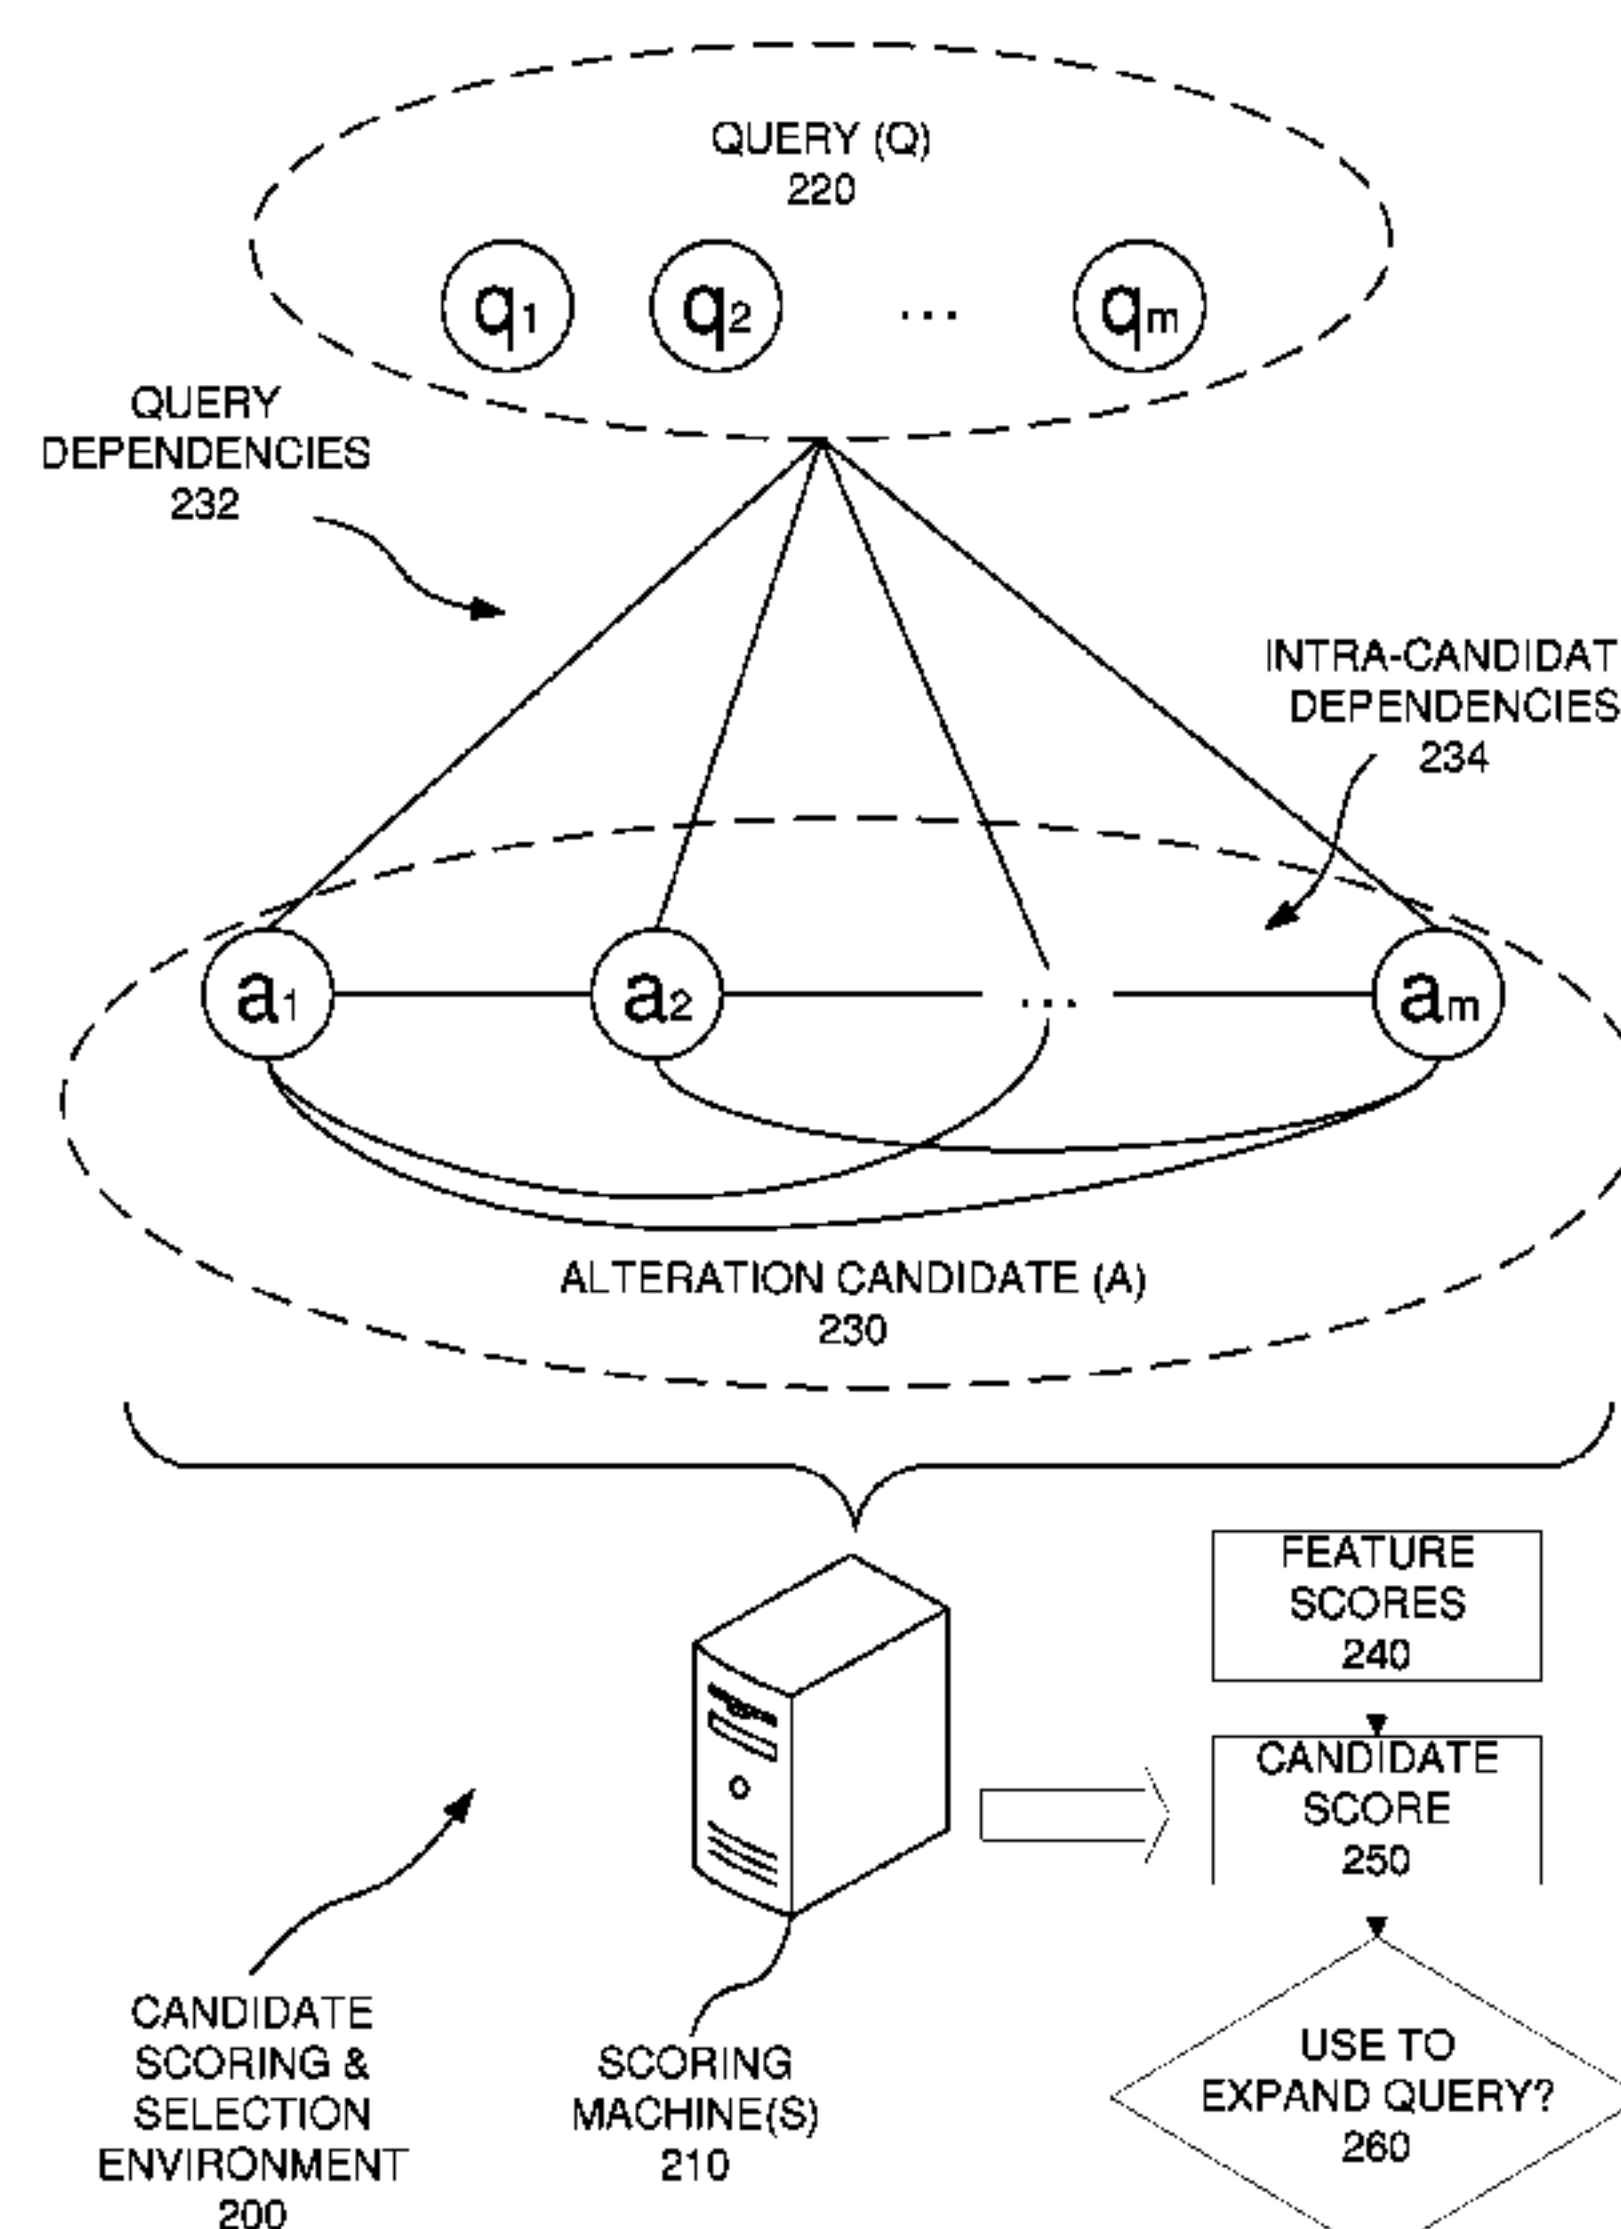 QUERY (Q)
220
q1 q2 ... qm
QUERY
DEPENDENCIES
232
INTRA-CANDIDAT
DEPENDENCIES
234
a1 a2 ... am
ALTERATION CANDIDATE (A)
230
FEATURE
SCORES
240
CANDIDATE
SCORE
250
USE TO
EXPAND QUERY?
260
SCORING
MACHINE(S)
210
CANDIDATE
SCORING &
SELECTION
ENVIRONMENT
200